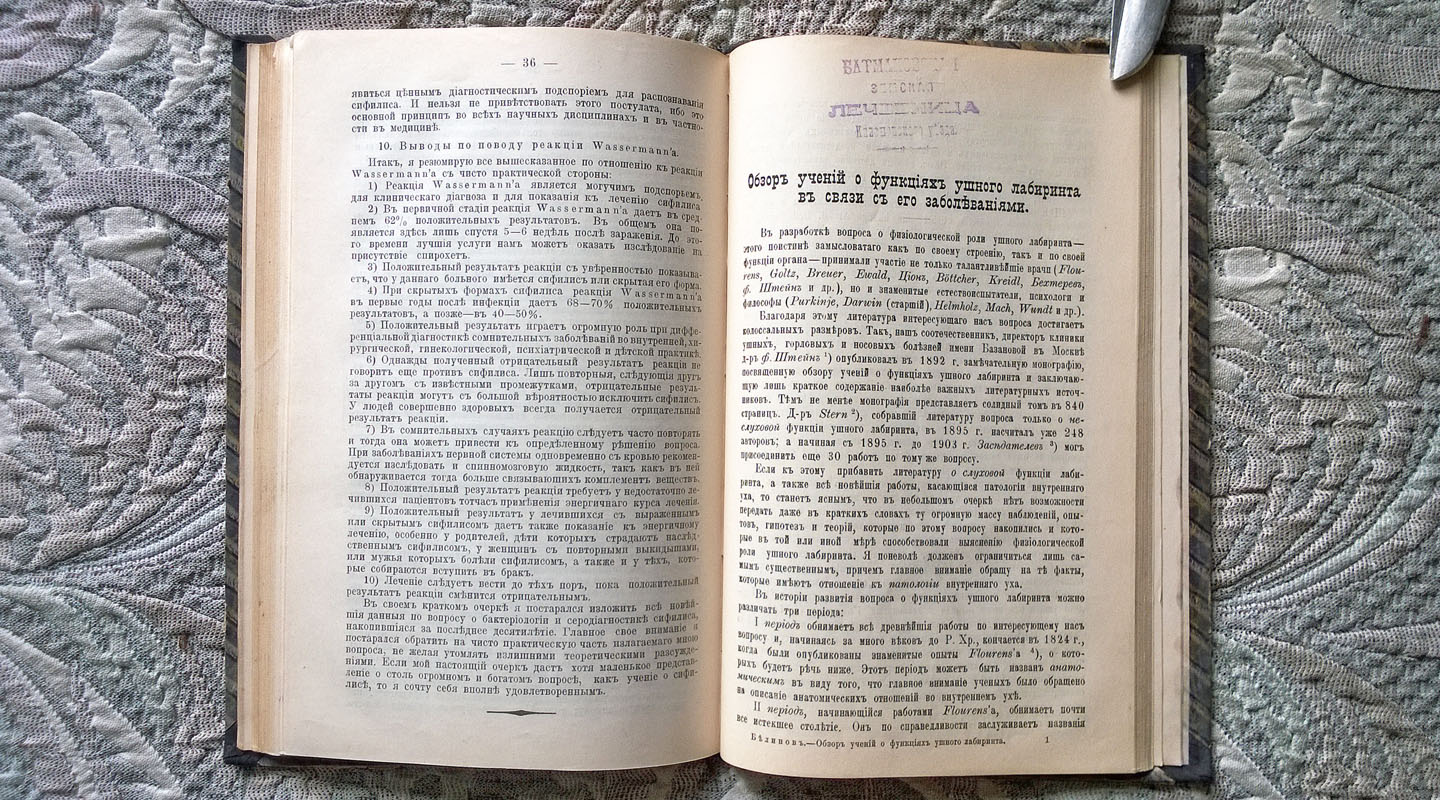 — 36 —
явиться цѣннымъ діагностическимъ подспорьемъ для распознаванія
сифилиса. И нельзя не привѣтствовать этого постулата, ибо это
основной принципъ во всѣхъ научныхъ дисциплинахъ и въ частно-
сти въ медицинѣ.
10. Выводы по поводу реакціи Wassermann'a.
Итакъ, я резюмирую все вышесказанное по отношенію къ реакціи
Wassermann'a съ чисто практической стороны:
1) Реакція Wassermann'a является могучимъ подспорьемъ
для клиническаго діагноза и для показанія къ леченію сифилиса
2) Въ первичной стадіи реакція Wassermann'a даетъ въ сред-
немъ 62% положительныхъ результатовъ. Въ общемъ она по-
является здѣсь лишь спустя 5—6 недѣль послѣ зараженія. До это-
го времени лучшія услуги намъ можетъ оказать изслѣдованіе на
присутствіе спирохетъ.
3) Положительный результатъ реакціи съ увѣренностью показыва-
етъ, что у даннаго больного имѣется сифилисъ или скрытая его форма.
4) При скрытыхъ формахъ сифилиса реакція Wassermann'a
въ первые годы послѣ инфекціи даетъ 68—70% положительныхъ
результатовъ, а позже—въ 40—50%.
5) Положительный результатъ играетъ огромную роль при диффе-
ренціальной діагностикѣ сомнительныхъ заболѣваній во внутренней, хи-
рургической, гинекологической, психіатрической и дѣтской практикѣ.
6) Однажды полученный отрицательный результатъ реакціи не
говоритъ еще противъ сифилиса. Лишь повторныя, слѣдующія другъ
за другомъ съ извѣстными промежутками, отрицательные резуль-
таты реакціи могутъ съ большой вѣроятностью исключить сифилисъ.
У людей совершенно здоровыхъ всегда получается отрицательный
результатъ реакціи.
7) Въ сомнительныхъ случаяхъ реакцію слѣдуетъ часто повторять
и тогда она можетъ привести къ опредѣленному рѣшенію вопроса.
При заболѣваніяхъ нервной системы одновременно съ кровью рекомен-
дуется изслѣдовать и спинномозговую жидкость, такъ какъ въ ней
обнаруживается тогда больше связывающихъ комплементъ веществъ.
8) Положительный результатъ реакціи требуетъ у недостаточно ле-
чившихся паціентовъ тотчасъ примѣненія энергичнаго курса леченія.
9) Положительный результатъ у лечившихся съ выраженнымъ
или скрытымъ сифилисомъ даетъ также показаніе къ энергичному
леченію, особенно у родителей, дѣти которыхъ страдаютъ наслѣд-
ственнымъ сифилисомъ, у женщинъ съ повторными выкидышами,
или мужья которыхъ болѣли сифилисомъ, а также и у тѣхъ, кото-
рые собираются вступить въ бракъ.
10) Леченіе слѣдуетъ вести до тѣхъ поръ, пока положительный
результатъ реакціи смѣнится отрицательнымъ.
Въ своемъ краткомъ очеркѣ я постарался изложить всѣ новѣй-
шія данныя по вопросу о бактеріологіи и серодіагностикѣ сифилиса,
накопившіяся за послѣднее десятилѣтіе. Главное свое вниманіе я
постарался обратить на чисто практическую часть излагаемаго мною
вопроса, не желая утомлять излишними теоретическими разсужде-
ніями. Если мой настоящій очеркъ дастъ хотя маленькое представ-
леніе о столь огромномъ и богатомъ вопросѣ, какъ ученіе о сифи-
лисѣ, то я сочту себя вполнѣ удовлетвореннымъ.
ЛЕЧЕБНИЦА
Обзоръ ученій о функціяхъ ушного лабиринта
въ связи съ его заболѣваніями.
Въ разработкѣ вопроса о физіологической роли ушного лабиринта—
этого поистинѣ замысловатаго какъ по своему строенію, такъ и по своей
функціи органа—принимали участіе не только талантливѣйшіе врачи (Flou-
rens, Goltz, Breuer, Ewald, Ціонъ, Böttcher, Kreidl, Бехтеревъ,
ф. Штейнъ и др.), но и знаменитые естествоиспытатели, психологи и
философы (Purkinje, Darwin (старшій), Helmholz, Mach, Wundt и др.).
Благодаря этому литература интересующаго насъ вопроса достигаетъ
колоссальныхъ размѣровъ. Такъ, нашъ соотечественникъ, директоръ клиники
ушныхъ, горловыхъ и носовыхъ болѣзней имени Базановой въ Москвѣ
д-ръ ф. Штейнъ ¹) опубликовалъ въ 1892 г. замѣчательную монографію,
посвященную обзору ученій о функціяхъ ушного лабиринта и заключаю-
щую лишь краткое содержаніе наиболѣе важныхъ литературныхъ источ-
никовъ. Тѣмъ не менѣе монографія представляетъ солидный томъ въ 840
страницъ. Д-ръ Stern ²), собравшій литературу вопроса только о не-
слуховой функціи ушного лабиринта, въ 1895 г. насчиталъ уже 248
авторовъ; а начиная съ 1895 г. до 1903 г. Засѣдателевъ ³) могъ
присоединить еще 30 работъ по тому же вопросу.
Если къ этому прибавить литературу о слуховой функціи лаби-
ринта, а также всѣ новѣйшія работы, касающіяся патологіи внутренняго
уха, то станетъ яснымъ, что въ небольшомъ очеркѣ нѣтъ возможности
передать даже въ краткихъ словахъ ту огромную массу наблюденій, опы-
товъ, гипотезъ и теорій, которые по этому вопросу накопились и кото-
рые въ той или иной мѣрѣ способствовали выясненію физіологической
роли ушного лабиринта. Я поневолѣ долженъ ограничиться лишь са-
мымъ существеннымъ, причемъ главное вниманіе обращу на тѣ факты,
которые имѣютъ отношеніе къ патологіи внутренняго уха.
Въ исторіи развитія вопроса о функціяхъ ушного лабиринта можно
различать три періода:
I періодъ обнимаетъ всѣ древнѣйшія работы по интересующему насъ
вопросу и, начинаясь за много вѣковъ до Р. Хр., кончается въ 1824 г.,
когда были опубликованы знаменитые опыты Flourens'a ⁴), о кото-
рыхъ будетъ рѣчь ниже. Этотъ періодъ можетъ быть названъ анато-
мическимъ въ виду того, что главное вниманіе ученыхъ было обращено
на описаніе анатомическихъ отношеній во внутреннемъ ухѣ.
II періодъ, начинающійся работами Flourens'a, обнимаетъ почти
все истекшее столѣтіе. Онъ по справедливости заслуживаетъ названія
Бѣлиновъ.—Обзоръ ученій о функціяхъ ушного лабиринта. 1